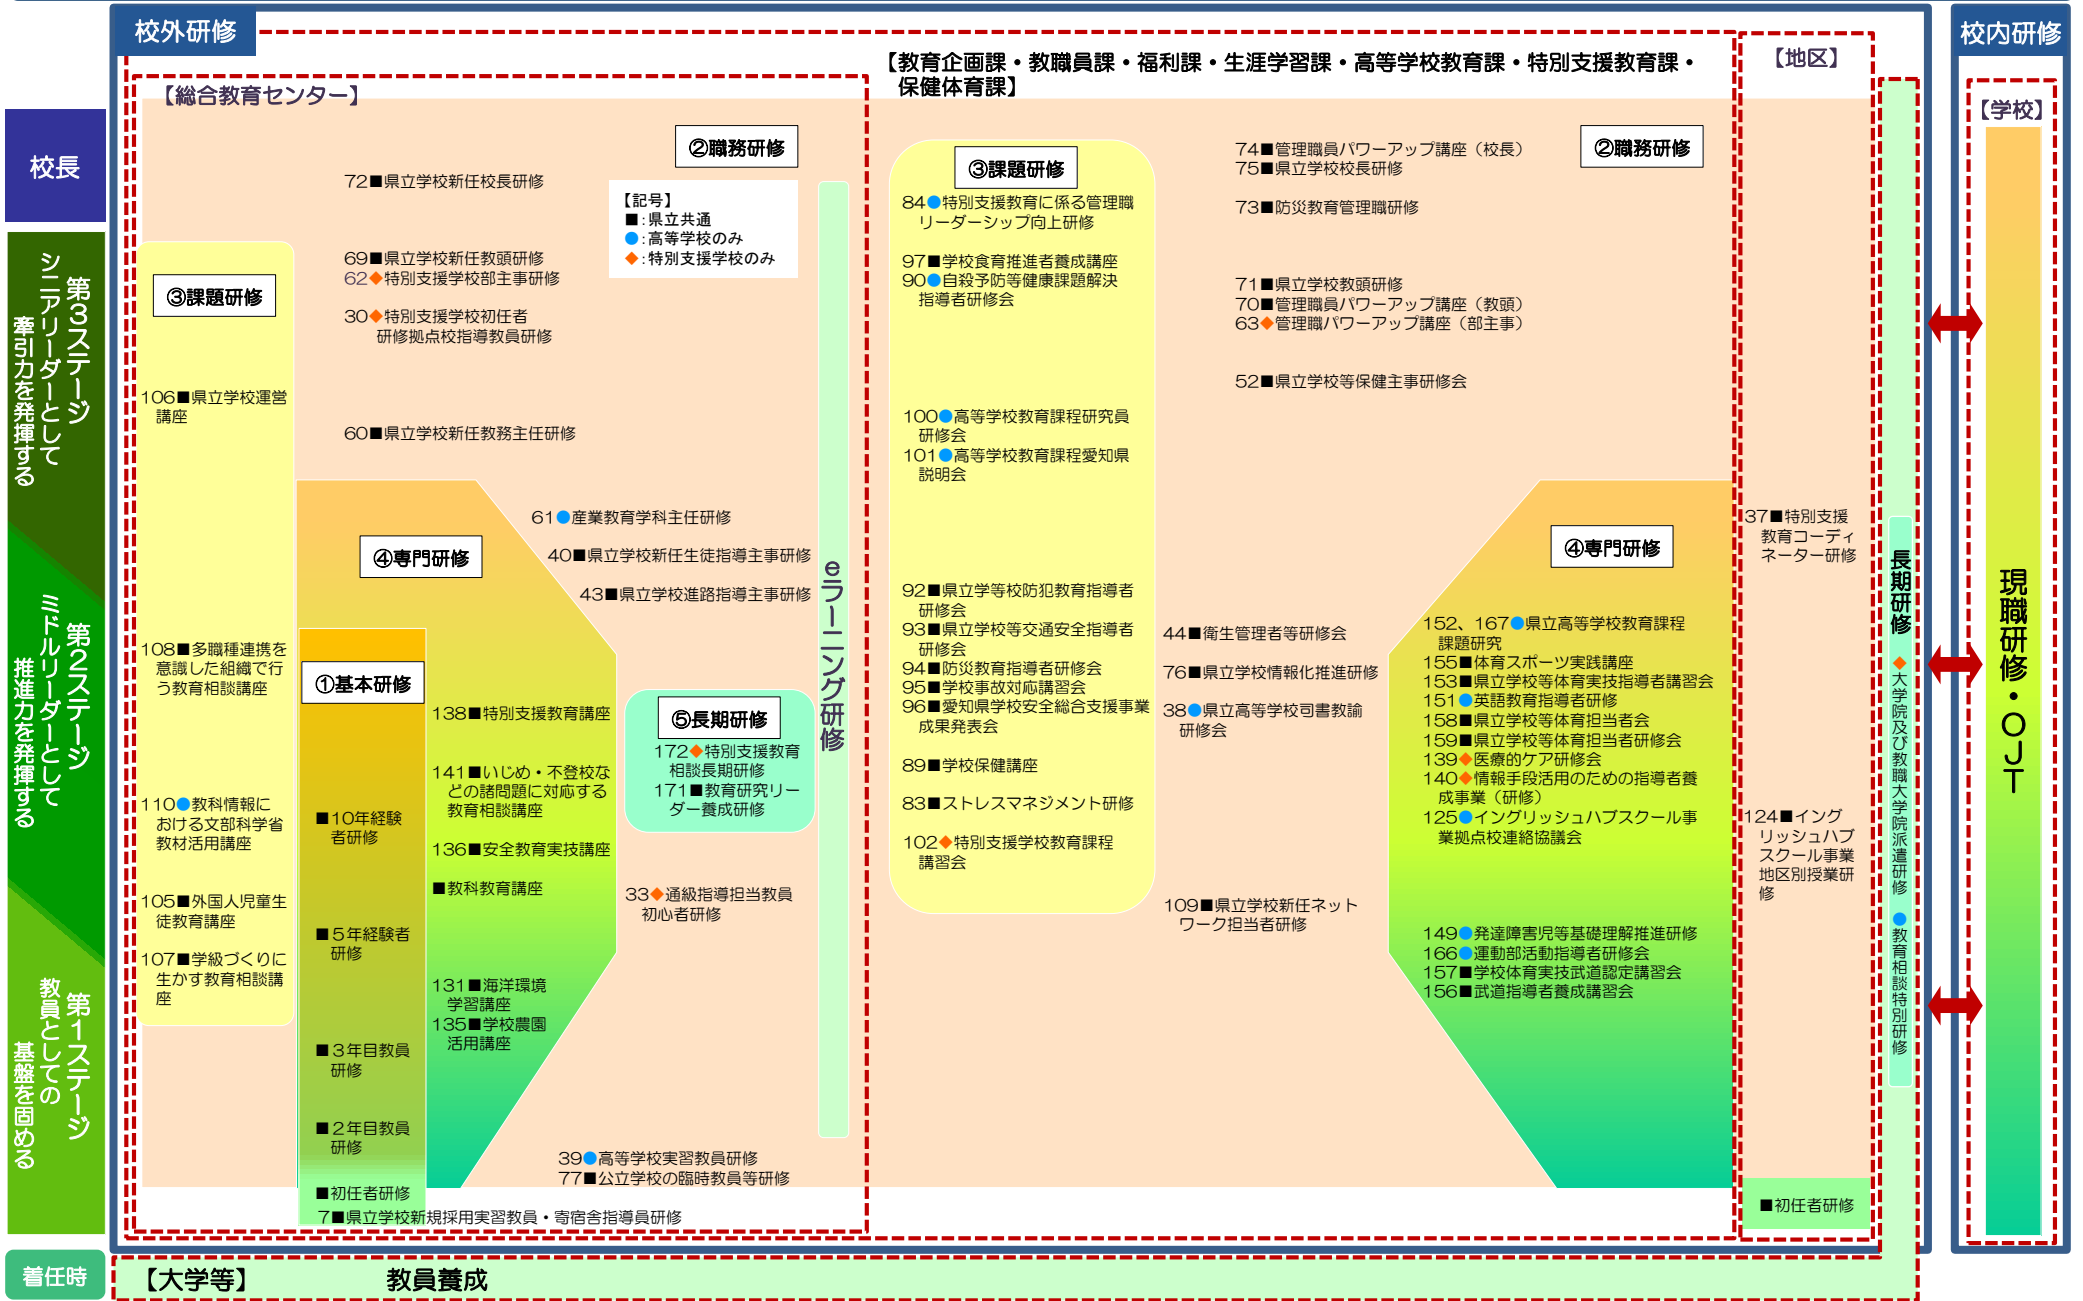 校外研修
校内研修
【教育企画課・教職員課・福利課・生涯学習課・高等学校教育課・特別支援教育課・
保健体育課】
【地区】
【総合教育センター】
【学校】
校長
第３ステージ
シニアリーダーとして
牽引力を発揮する
第２ステージ
ミドルリーダーとして
推進力を発揮する
第１ステージ
教員としての
基盤を固める
着任時
②職務研修
72■県立学校新任校長研修
【記号】
■：県立共通
●：高等学校のみ
◆：特別支援学校のみ
69■県立学校新任教頭研修
62◆特別支援学校部主事研修
30◆特別支援学校初任者
研修拠点校指導教員研修
60■県立学校新任教務主任研修
61●産業教育学科主任研修
40■県立学校新任生徒指導主事研修
43■県立学校進路指導主事研修
③課題研修
106■県立学校運営
講座
108■多職種連携を
意識した組織で行
う教育相談講座
110●教科情報に
おける文部科学省
教材活用講座
105■外国人児童生
徒教育講座
107■学級づくりに
生かす教育相談講
座
④専門研修
①基本研修
■10年経験
者研修
■５年経験者
研修
■３年目教員
研修
■２年目教員
研修
■初任者研修
7■県立学校新規採用実習教員・寄宿舎指導員研修
138■特別支援教育講座
141■いじめ・不登校な
どの諸問題に対応する
教育相談講座
136■安全教育実技講座
■教科教育講座
131■海洋環境
学習講座
135■学校農園
活用講座
⑤長期研修
172◆特別支援教育
相談長期研修
171■教育研究リー
ダー養成研修
33◆通級指導担当教員
初心者研修
39●高等学校実習教員研修
77■公立学校の臨時教員等研修
eラーニング研修
③課題研修
84●特別支援教育に係る管理職
リーダーシップ向上研修
97■学校食育推進者養成講座
90●自殺予防等健康課題解決
指導者研修会
100●高等学校教育課程研究員
研修会
101●高等学校教育課程愛知県
説明会
92■県立学等校防犯教育指導者
研修会
93■県立学校等交通安全指導者
研修会
94■防災教育指導者研修会
95■学校事故対応講習会
96■愛知県学校安全総合支援事業
成果発表会
89■学校保健講座
83■ストレスマネジメント研修
102◆特別支援学校教育課程
講習会
②職務研修
74■管理職員パワーアップ講座（校長）
75■県立学校校長研修
73■防災教育管理職研修
71■県立学校教頭研修
70■管理職員パワーアップ講座（教頭）
63◆管理職パワーアップ講座（部主事）
52■県立学校等保健主事研修会
44■衛生管理者等研修会
76■県立学校情報化推進研修
38●県立高等学校司書教諭
研修会
109■県立学校新任ネット
ワーク担当者研修
④専門研修
152、167●県立高等学校教育課程
課題研究
155■体育スポーツ実践講座
153■県立学校等体育実技指導者講習会
151●英語教育指導者研修
158■県立学校等体育担当者会
159■県立学校等体育担当者研修会
139◆医療的ケア研修会
140◆情報手段活用のための指導者養
成事業（研修）
125●イングリッシュハブスクール事
業拠点校連絡協議会
149●発達障害児等基礎理解推進研修
166●運動部活動指導者研修会
157■学校体育実技武道認定講習会
156■武道指導者養成講習会
37■特別支援
教育コーディ
ネーター研修
124■イング
リッシュハブ
スクール事業
地区別授業研
修
■初任者研修
長期研修 ◆大学院及び教職大学院派遣研修 ●教育相談特別研修
現職研修・ＯＪＴ
【大学等】 教員養成